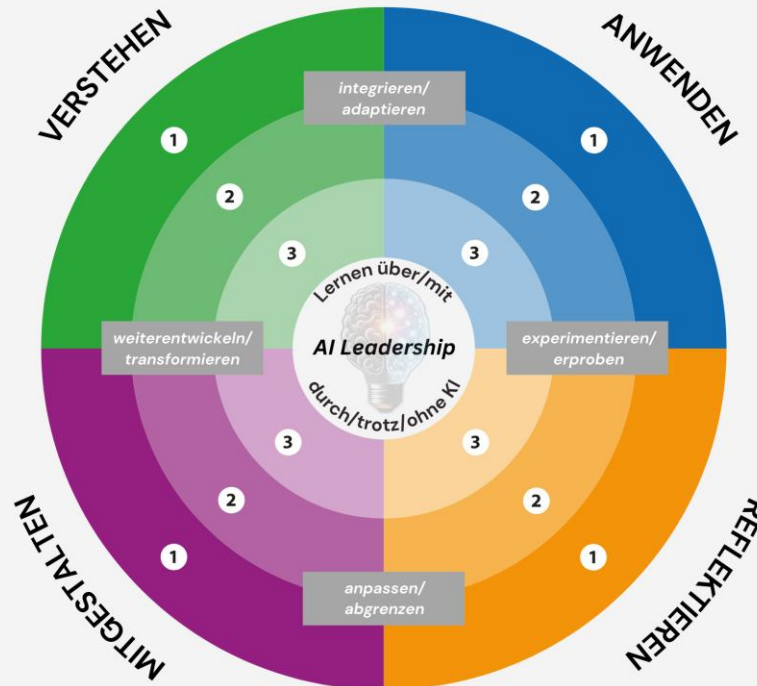 VERSTEHEN
ANWENDEN
integrieren/
adaptieren
1
1
2
2
3
3
Lernen über/mit
weiterentwickeln/
transformieren
AI Leadership
experimentieren/
erproben
durch/trotz/ohne KI
3
3
2
2
1
1
anpassen/
abgrenzen
MITGESTALTEN
REFLEKTIEREN